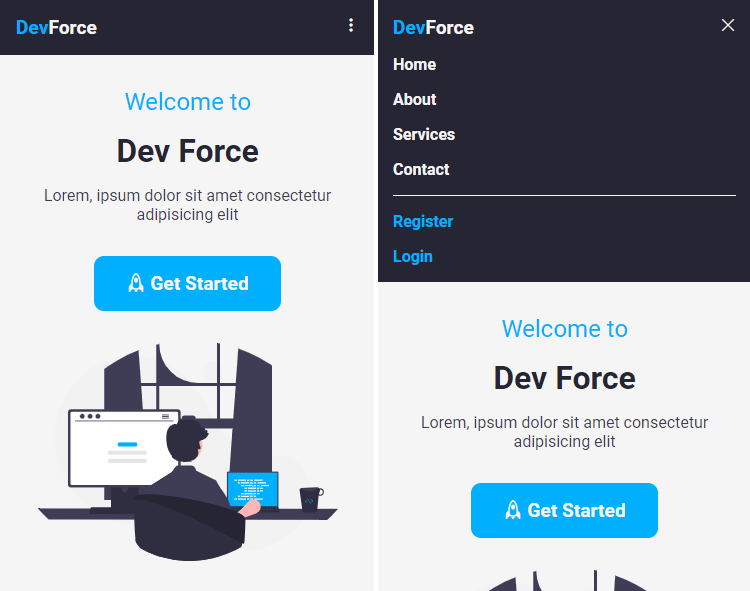 DevForce
Welcome to
Dev Force
Lorem, ipsum dolor sit amet consectetur
adipisicing elit
Get Started
DevForce
Home
About
Services
Contact
Register
Login
Welcome to
Dev Force
Lorem, ipsum dolor sit amet consectetur
adipisicing elit
Get Started